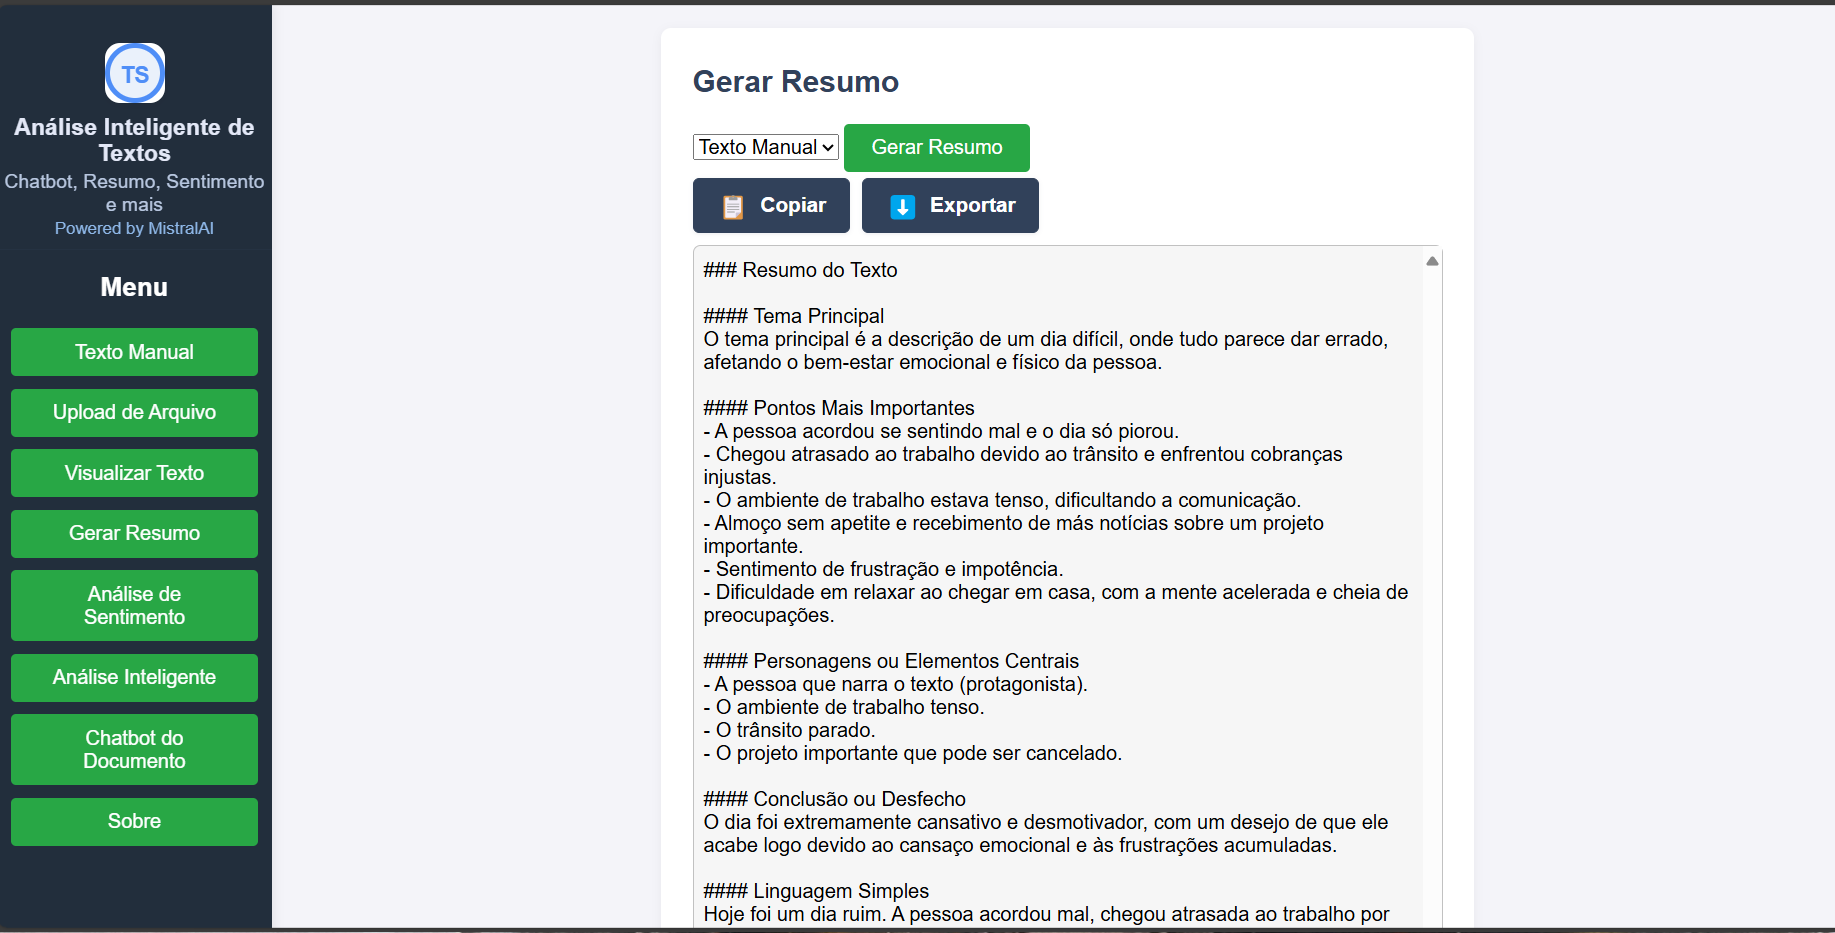 TS
Análise Inteligente de
Textos
Chatbot, Resumo, Sentimento
e mais
Powered by MistralAI
Menu
Texto Manual
Upload de Arquivo
Visualizar Texto
Gerar Resumo
Análise de
Sentimento
Análise Inteligente
Chatbot do
Documento
Sobre
Gerar Resumo
Texto Manual
Gerar Resumo
Copiar
Exportar
### Resumo do Texto
#### Tema Principal
O tema principal é a descrição de um dia difícil, onde tudo parece dar errado,
afetando o bem-estar emocional e físico da pessoa.
#### Pontos Mais Importantes
- A pessoa acordou se sentindo mal e o dia só piorou.
- Chegou atrasado ao trabalho devido ao trânsito e enfrentou cobranças
injustas.
- O ambiente de trabalho estava tenso, dificultando a comunicação.
- Almoço sem apetite e recebimento de más notícias sobre um projeto
importante.
- Sentimento de frustração e impotência.
- Dificuldade em relaxar ao chegar em casa, com a mente acelerada e cheia de
preocupações.
#### Personagens ou Elementos Centrais
- A pessoa que narra o texto (protagonista).
- O ambiente de trabalho tenso.
- O trânsito parado.
- O projeto importante que pode ser cancelado.
#### Conclusão ou Desfecho
O dia foi extremamente cansativo e desmotivador, com um desejo de que ele
acabe logo devido ao cansaço emocional e às frustrações acumuladas.
#### Linguagem Simples
Hoje foi um dia ruim. A pessoa acordou mal, chegou atrasada ao trabalho por